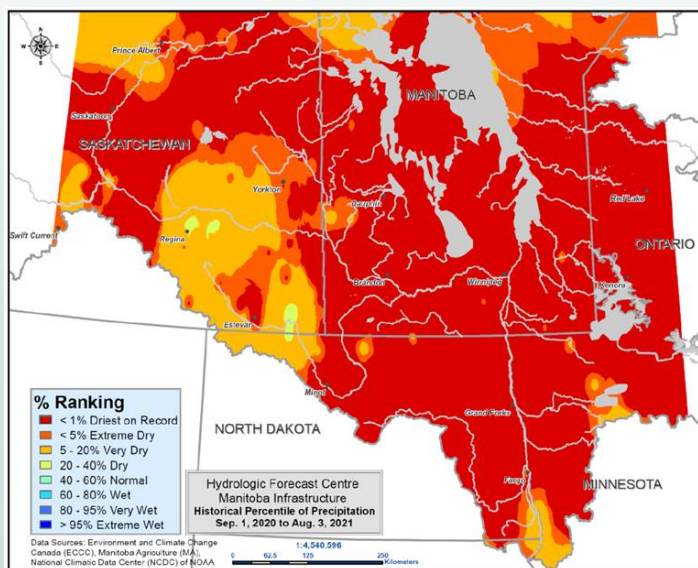 N
W
E
S
Prince Albert
MANITOBA
Saskatoon
SASKATCHEWAN
Yorkton
Dauphin
Red Lake
Swift Current
Regina
ONTARIO
Brandon
Winnipeg
Kenora
Estevan
Minot
% Ranking
< 1% Driest on Record
< 5% Extreme Dry
5 - 20% Very Dry
20 - 40% Dry
40 - 60% Normal
60 - 80% Wet
80 - 95% Very Wet
> 95% Extreme Wet
NORTH DAKOTA
Grand Forks
Fargo
MINNESOTA
Hydrologic Forecast Centre
Manitoba Infrastructure
Historical Percentile of Precipitation
Sep. 1, 2020 to Aug. 3, 2021
Data Sources: Environment and Climate Change
Canada (ECCC), Manitoba Agriculture (MA),
National Climatic Data Center (NCDC) of NOAA
1:4,540,596
0 62.5 125 250
Kilometers